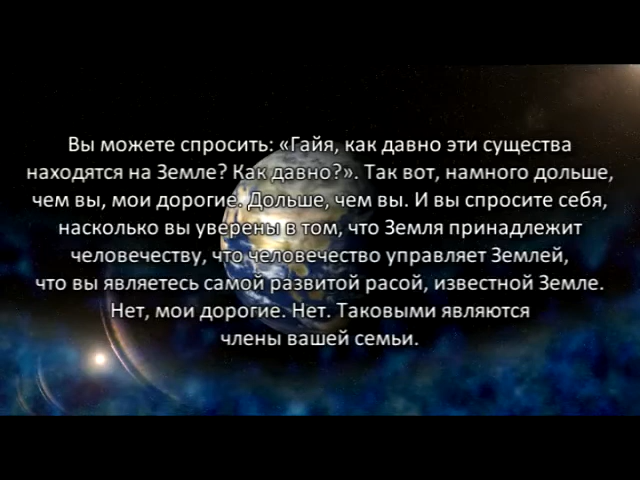 Вы можете спросить: «Гайя, как давно эти существа
находятся на Земле? Как давно?». Так вот, намного дольше,
чем вы, мои дорогие. Дольше, чем вы. И вы спросите себя,
насколько вы уверены в том, что Земля принадлежит
человечеству, что человечество управляет Землей,
что вы являетесь самой развитой расой, известной Земле.
Нет, мои дорогие. Нет. Таковыми являются
члены вашей семьи.